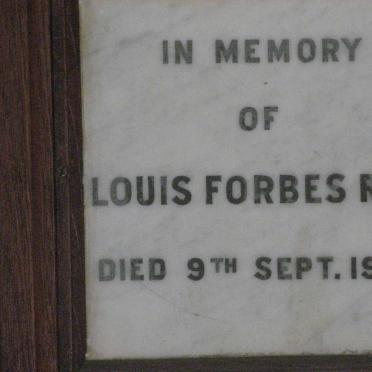 IN MEMORY
OF
LOUIS FORBES
DIED 9TH SEPT.